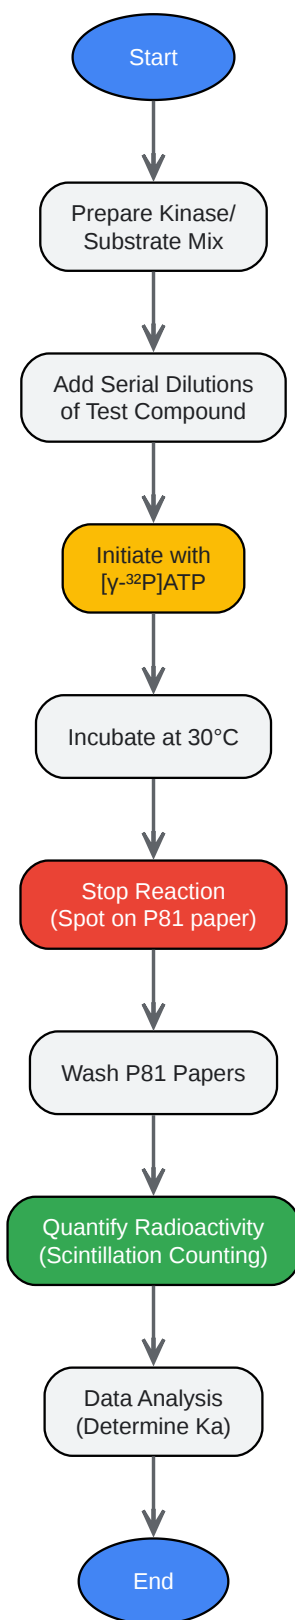 Start
Prepare Kinase/
Substrate Mix
Add Serial Dilutions
of Test Compound
Initiate with
[γ-³²P]ATP
Incubate at 30°C
Stop Reaction
(Spot on P81 paper)
Wash P81 Papers
Quantify Radioactivity
(Scintillation Counting)
Data Analysis
(Determine Ka)
End